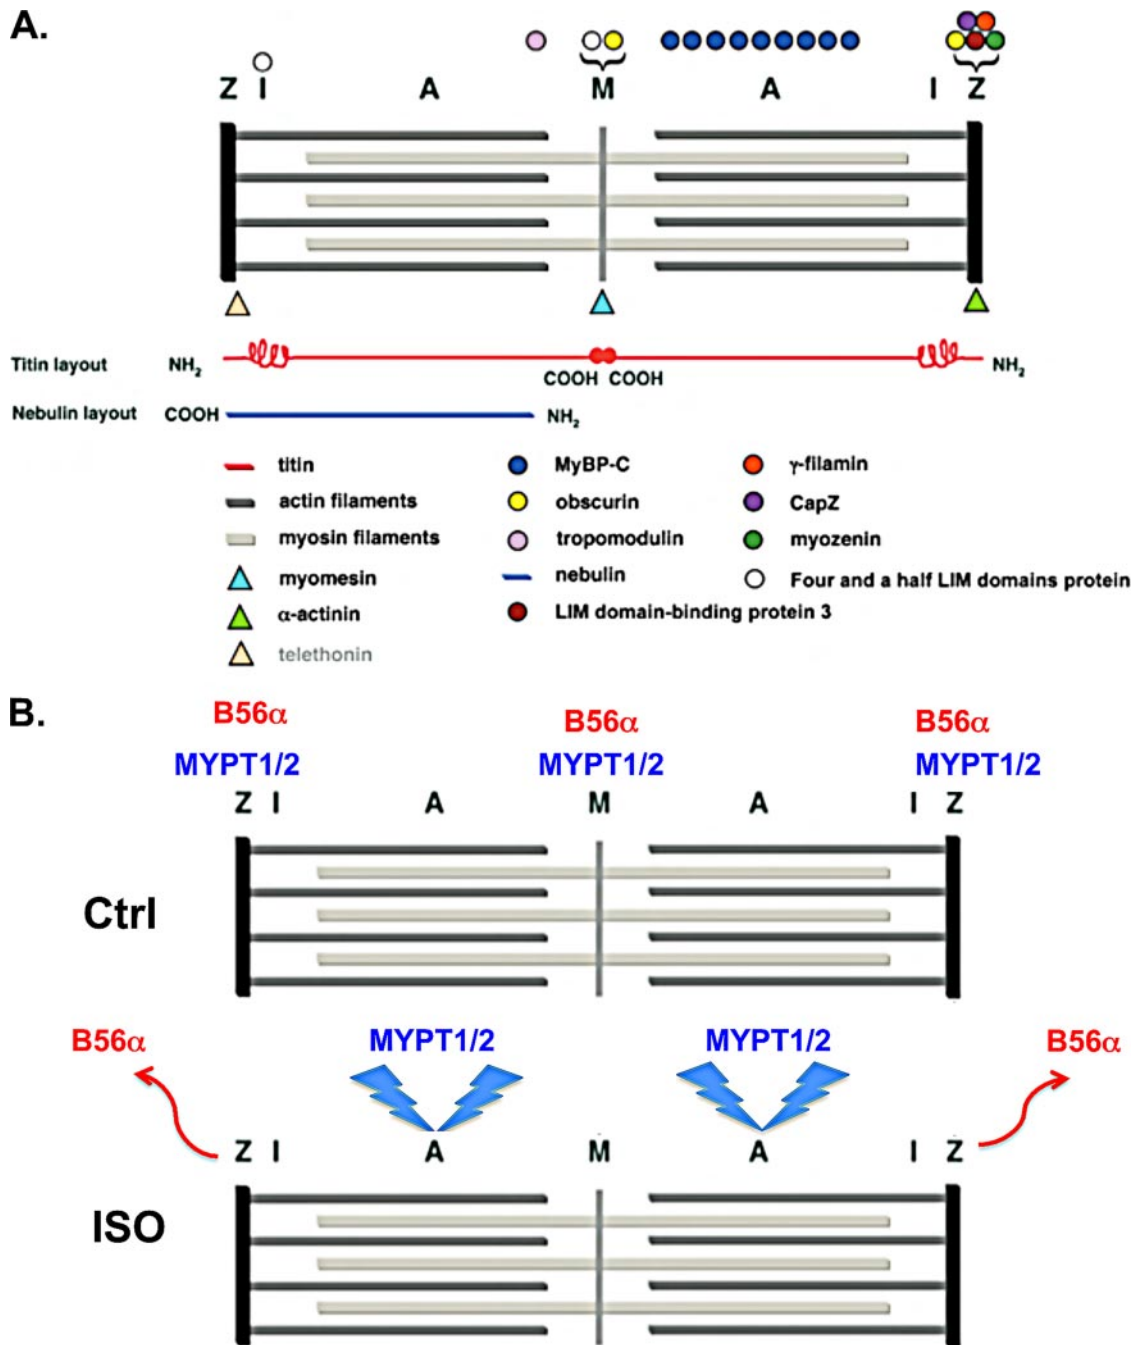 A.
Z I A M A I Z
Titin layout NH2 NH2
COOH COOH
Nebulin layout COOH NH2
titin MyBP-C γ-filamin
actin filaments obscurin CapZ
myosin filaments tropomodulin myozenin
myomesin nebulin Four and a half LIM domains protein
α-actinin LIM domain-binding protein 3
telethonin
B.
B56α B56α B56α
MYPT1/2 MYPT1/2 MYPT1/2
Z I A M A I Z
Ctrl
B56α MYPT1/2 MYPT1/2 B56α
Z I A M A I Z
ISO